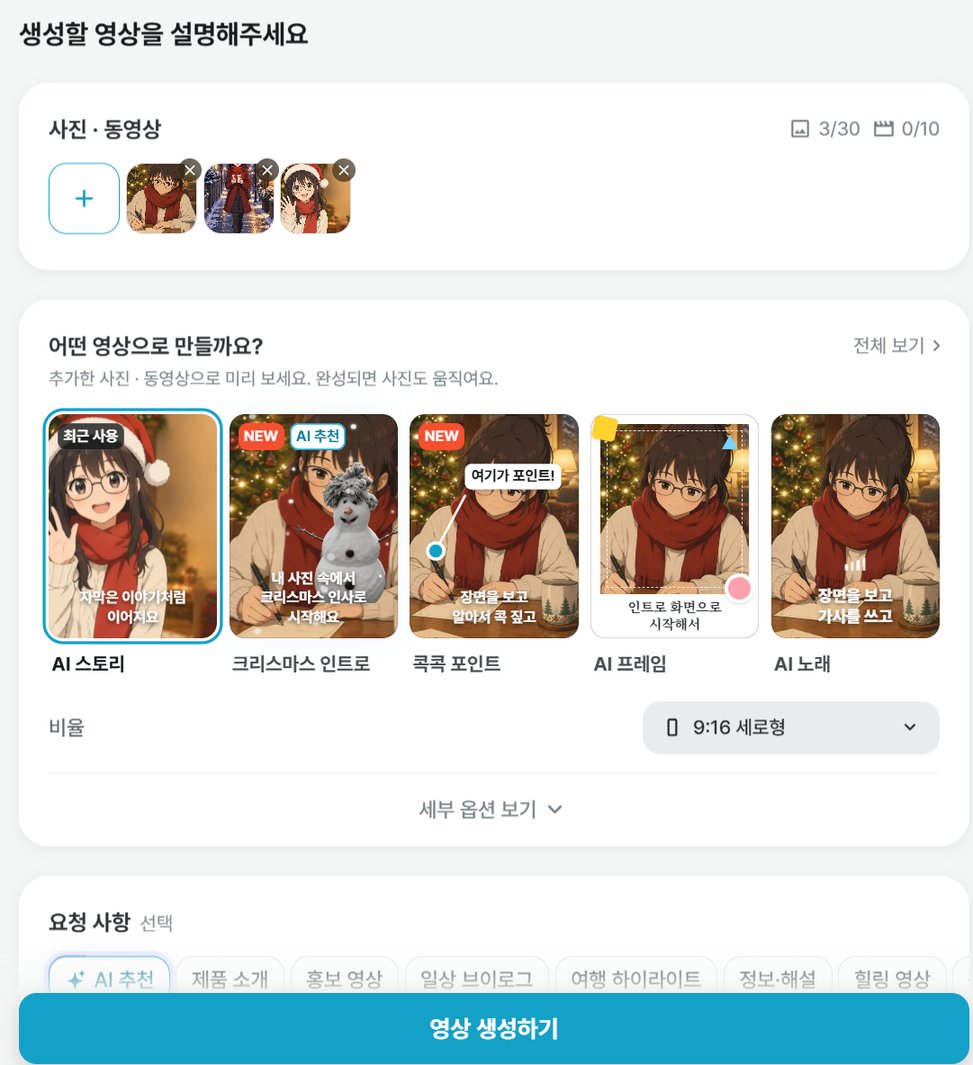 생성할 영상을 설명해주세요
사진 · 동영상
3/30 0/10
어떤 영상으로 만들까요?
전체 보기
추가한 사진 · 동영상으로 미리 보세요. 완성되면 사진도 움직여요.
최근 사용
자막은 이야기처럼
이어져요
AI 스토리
NEW
AI 추천
내 사진 속에서
크리스마스 인사로
시작해요
크리스마스 인트로
NEW
여기가 포인트!
장면을 보고
알아서 콕 짚고
콕콕 포인트
인트로 화면으로
시작해서
AI 프레임
장면을 보고
가사를 쓰고
AI 노래
비율
9:16 세로형
세부 옵션 보기
요청 사항 선택
AI 추천
제품 소개
홍보 영상
일상 브이로그
여행 하이라이트
정보·해설
힐링 영상
영상 생성하기